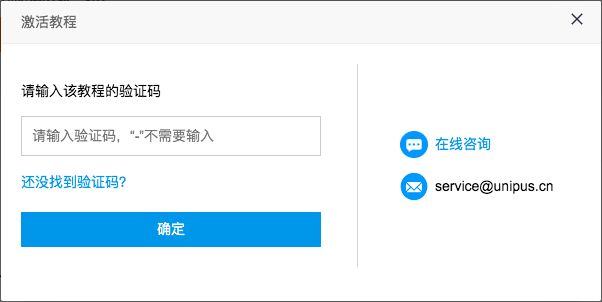 激活教程
请输入该教程的验证码
请输入验证码，“-”不需要输入
还没找到验证码?
确定
在线咨询
service@unipus.cn